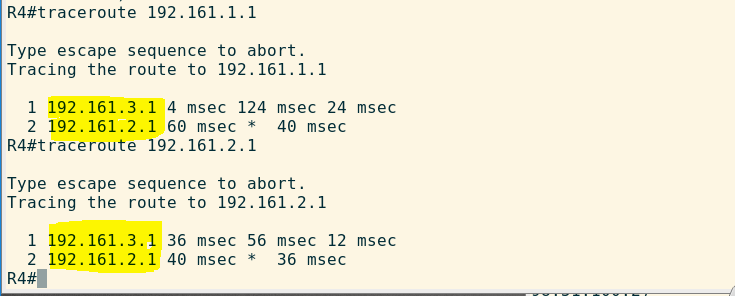 R4#traceroute 192.161.1.1
Type escape sequence to abort.
Tracing the route to 192.161.1.1
1 192.161.3.1 4 msec 124 msec 24 msec
2 192.161.2.1 60 msec * 40 msec
R4#traceroute 192.161.2.1
Type escape sequence to abort.
Tracing the route to 192.161.2.1
1 192.161.3.1 36 msec 56 msec 12 msec
2 192.161.2.1 40 msec * 36 msec
R4#